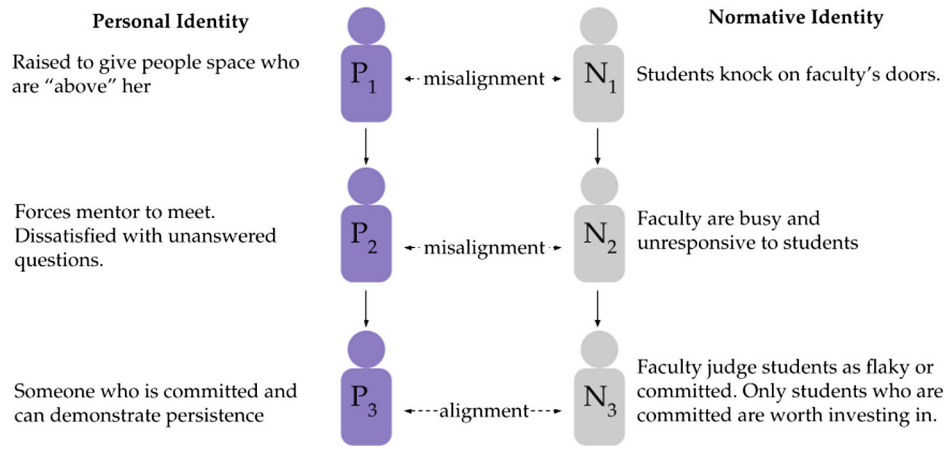 Personal Identity
Normative Identity
Raised to give people space who
are “above” her
P1
misalignment
N1
Students knock on faculty’s doors.
Forces mentor to meet.
Dissatisfied with unanswered
questions.
P2
misalignment
N2
Faculty are busy and
unresponsive to students
Someone who is committed and
can demonstrate persistence
P3
alignment
N3
Faculty judge students as flaky or
committed. Only students who are
committed are worth investing in.